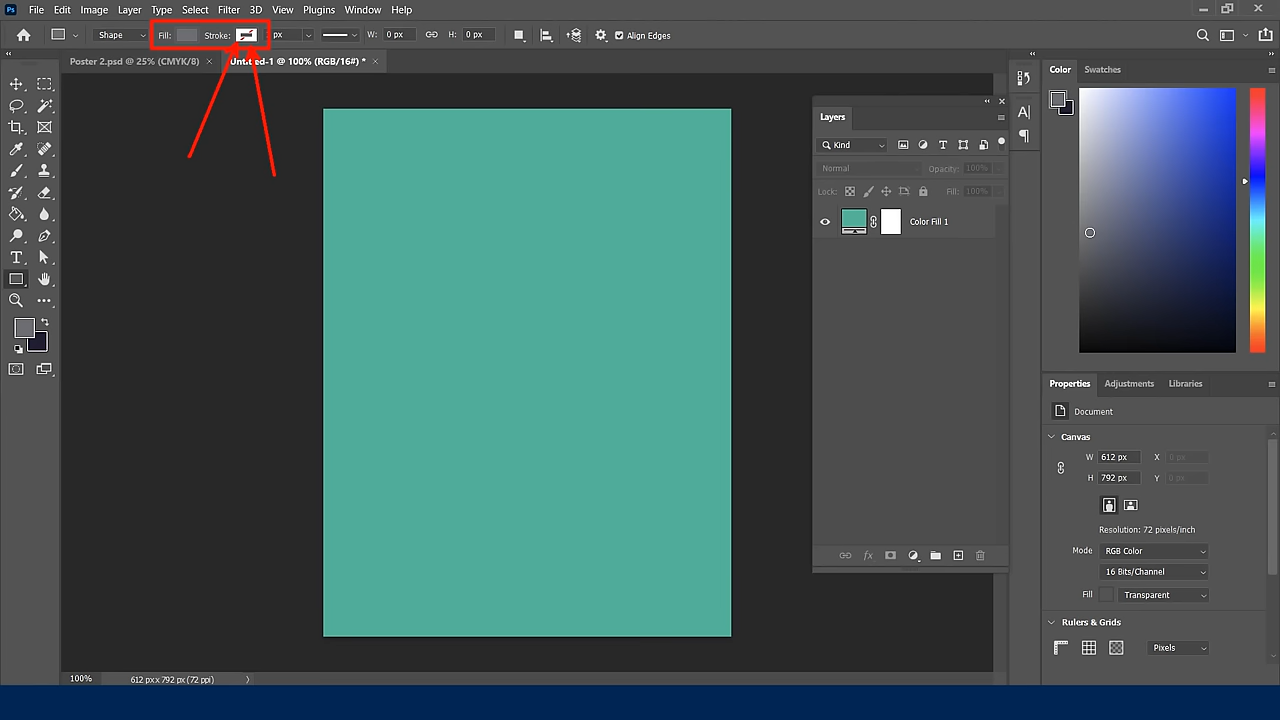 Ps File Edit Image Layer Type Select Filter 3D View Plugins Window Help
Shape Fill: Stroke: px W: 0 px H: 0 px Align Edges
Poster 2.psd @ 25% (CMYK/8) × Untitled-1 @ 100% (RGB/16#) * ×
Color Swatches
Layers
Kind
Normal Opacity: 100%
Lock: Fill: 100%
Color Fill 1
Properties Adjustments Libraries
Document
Canvas
W 612 px X 0 px
H 792 px Y 0 px
Resolution: 72 pixels/inch
Mode RGB Color
16 Bits/Channel
Fill Transparent
Rulers & Grids
Pixels
100% 612 px x 792 px (72 ppi)